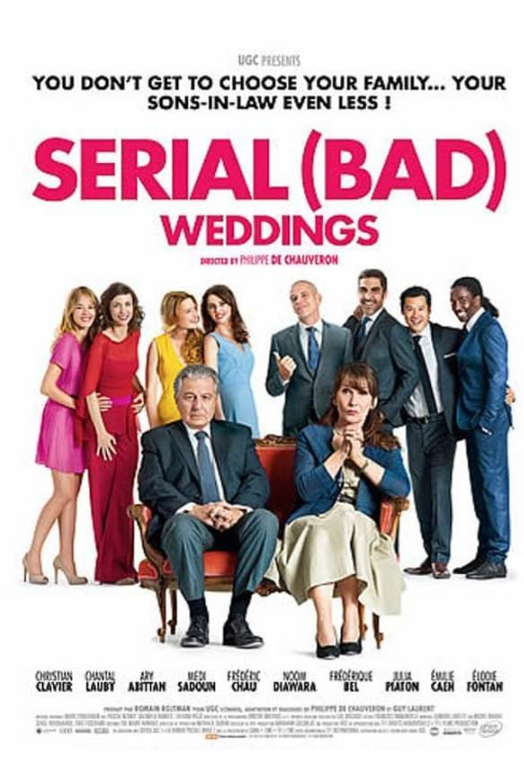 UGC PRESENTS
YOU DON'T GET TO CHOOSE YOUR FAMILY... YOUR
SONS-IN-LAW EVEN LESS !
SERIAL (BAD)
WEDDINGS
DIRECTED BY PHILIPPE DE CHAUVERON
CHRISTIAN CHANTAL ARY MEDI FRÉDÉRIC NOOM FRÉDÉRIQUE JULIA ÉMILIE ÉLODIE
CLAVIER LAUBY ABITTAN SADOUN CHAU DIAWARA BEL PIATON CAEN FONTAN
PHILIPPE DE CHAUVERON GUY LAURENT